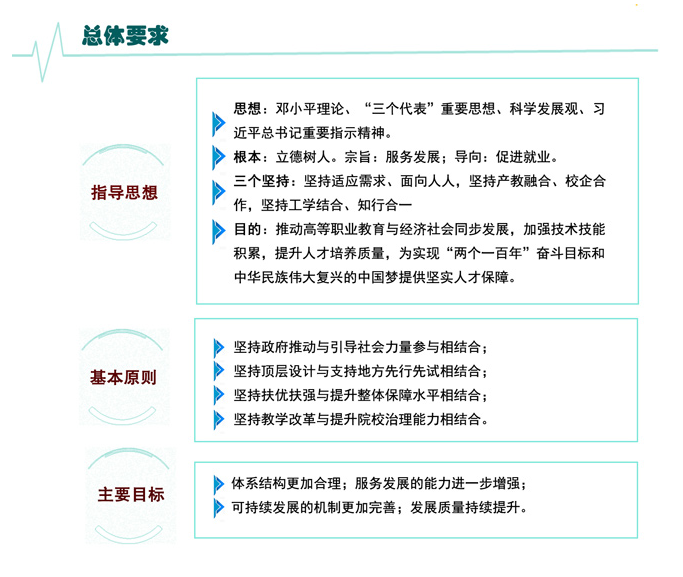 总体要求
指导思想
思想：邓小平理论、“三个代表”重要思想、科学发展观、习
近平总书记重要指示精神。
根本：立德树人。宗旨：服务发展；导向：促进就业。
三个坚持：坚持适应需求、面向人人，坚持产教融合、校企合
作，坚持工学结合、知行合一
目的：推动高等职业教育与经济社会同步发展，加强技术技能
积累，提升人才培养质量，为实现“两个一百年”奋斗目标和
中华民族伟大复兴的中国梦提供坚实人才保障。
基本原则
坚持政府推动与引导社会力量参与相结合；
坚持顶层设计与支持地方先行先试相结合；
坚持扶优扶强与提升整体保障水平相结合；
坚持教学改革与提升院校治理能力相结合。
主要目标
体系结构更加合理；服务发展的能力进一步增强；
可持续发展的机制更加完善；发展质量持续提升。